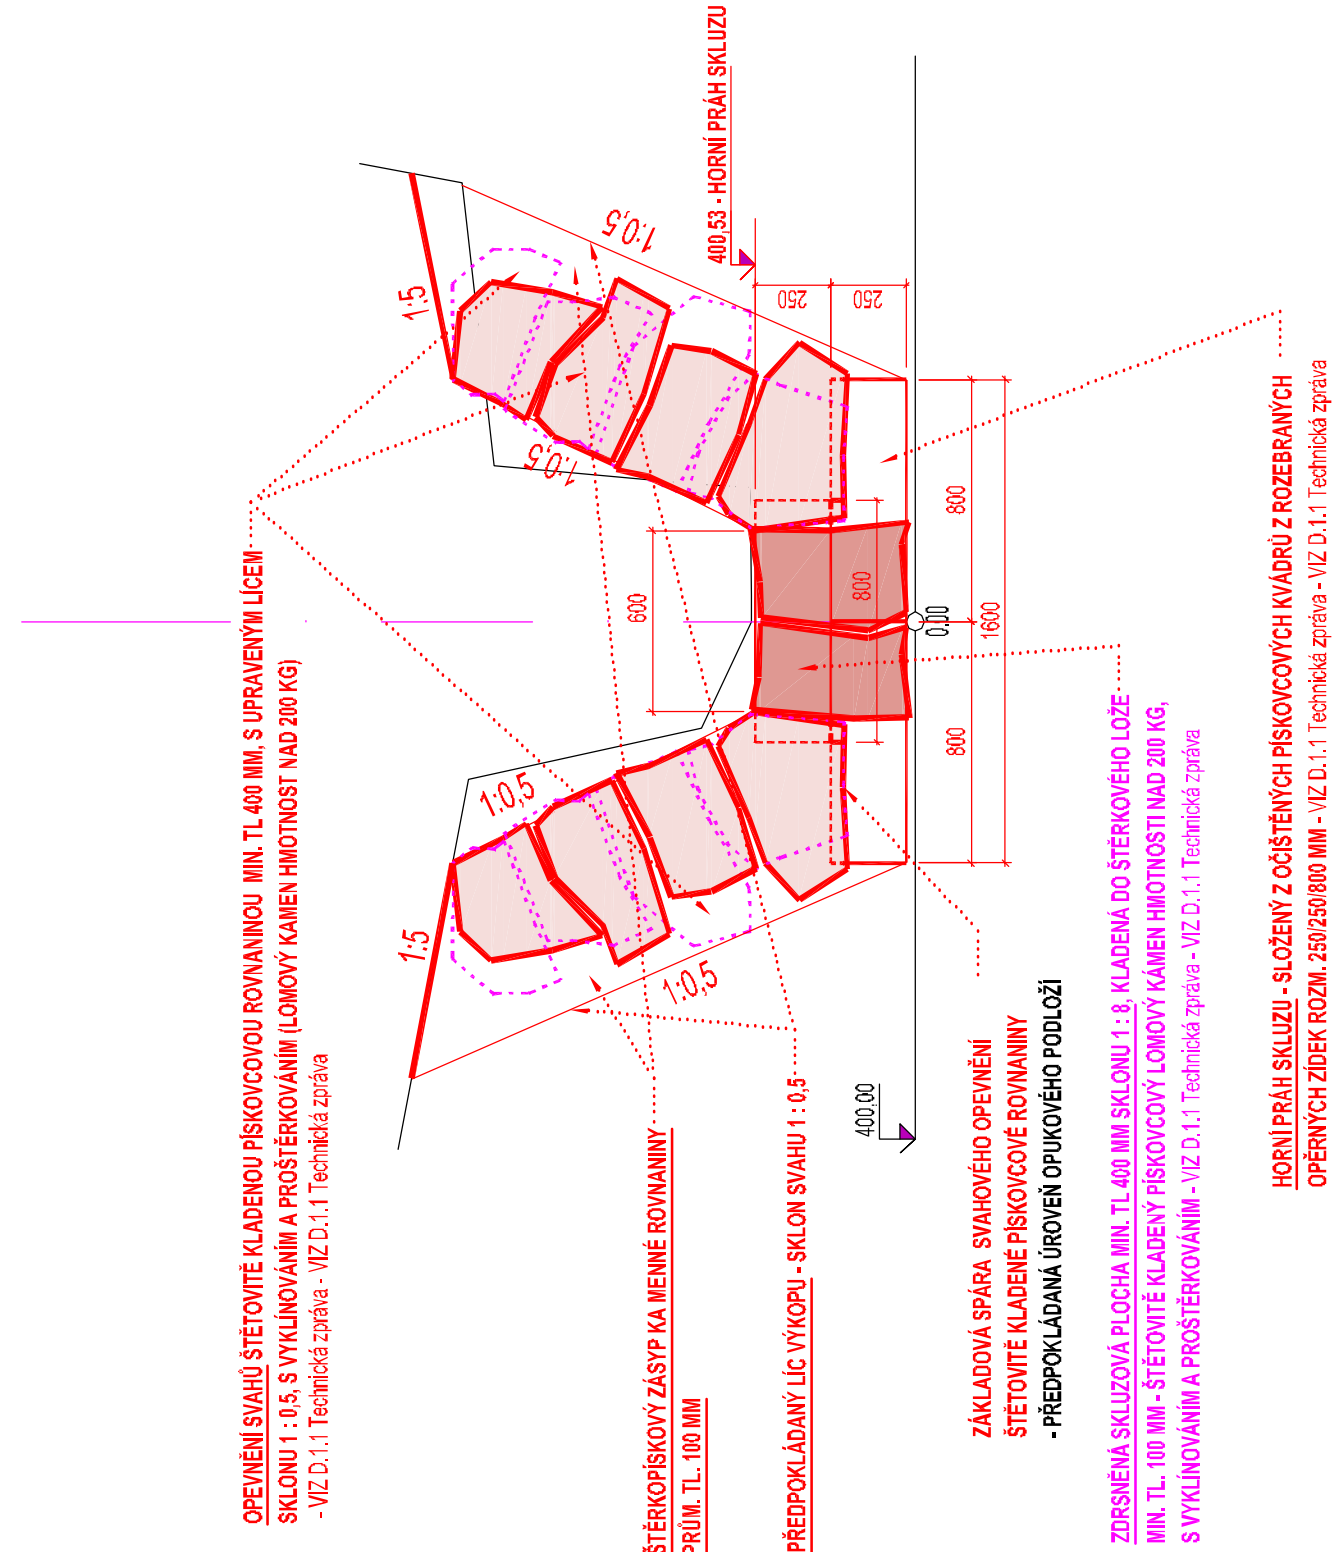 OPEVNĚNÍ SVAHŮ ŠTĚTOVITĚ KLADENOU PÍSKOVCOVOU ROVNANINOU MIN. TL 400 MM, S UPRAVENÝM LÍCEM
SKLONU 1 : 0,5, S VYKLÍNOVÁNÍM A PROŠTĚRKOVÁNÍM (LOMOVÝ KAMEN HMOTNOST NAD 200 KG)
- VIZ D.1.1 Technická zpráva - VIZ D.1.1 Technická zpráva
ŠTĚRKOPÍSKOVÝ ZÁSYP KA MENNÉ ROVNANINY
PRŮM. TL. 100 MM
PŘEDPOKLÁDANÝ LÍC VÝKOPU - SKLON SVAHU 1 : 0,5
ZÁKLADOVÁ SPÁRA SVAHOVÉHO OPEVNĚNÍ
ŠTĚTOVITĚ KLADENÉ PÍSKOVCOVÉ ROVNANINY
- PŘEDPOKLÁDANÁ ÚROVEŇ OPUKOVÉHO PODLOŽÍ
ZDRSNĚNÁ SKLUZOVÁ PLOCHA MIN. TL 400 MM SKLONU 1 : 8, KLADENÁ DO ŠTĚRKOVÉHO LOŽE
MIN. TL. 100 MM - ŠTĚTOVITĚ KLADENÝ PÍSKOVCOVÝ LOMOVÝ KÁMEN HMOTNOSTI NAD 200 KG,
S VYKLÍNOVÁNÍM A PROŠTĚRKOVÁNÍM - VIZ D.1.1 Technická zpráva - VIZ D.1.1 Technická zpráva
HORNÍ PRÁH SKLUZU - SLOŽENÝ Z OČIŠTĚNÝCH PÍSKOVCOVÝCH KVÁDRŮ Z ROZEBRANÝCH
OPĚRNÝCH ZÍDEK ROZM. 250/250/800 MM - VIZ D.1.1 Technická zpráva - VIZ D.1.1 Technická zpráva
400,53 - HORNÍ PRÁH SKLUZU
400,00
0,00
1:5
1:5
1:0,5
1:0,5
1:0,5
1:0,5
600
800
800
800
1600
250
250